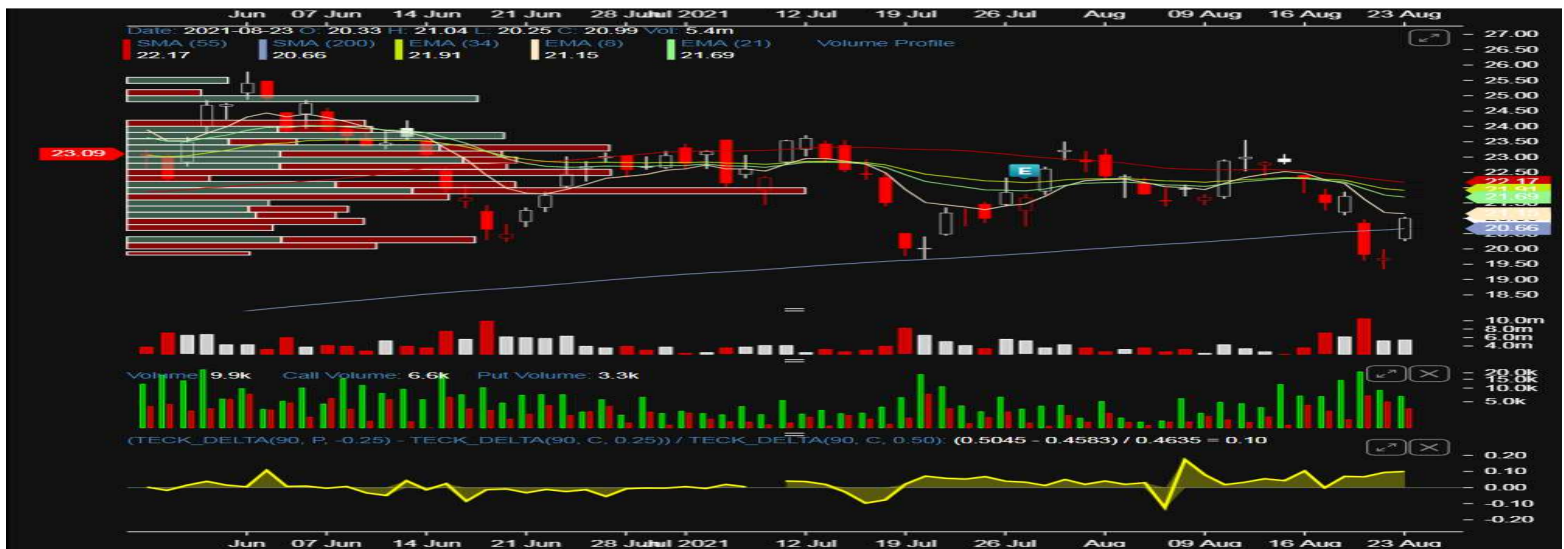 Jun 07 Jun 14 Jun 21 Jun 28 Jun Jul 2021 12 Jul 19 Jul 26 Jul Aug 09 Aug 16 Aug 23 Aug
Date: 2021-08-23 O: 20.33 H: 21.04 L: 20.25 C: 20.99 Vol: 5.4m
SMA (55) SMA (200) EMA (34) EMA (8) EMA (21) Volume Profile
22.17 20.66 21.91 21.15 21.69
27.00
26.50
26.00
25.50
25.00
24.50
24.00
23.50
23.09
23.00
22.50
22.17
21.91
21.69
21.15
20.66
20.00
19.50
19.00
18.50
E
10.0m
8.0m
6.0m
4.0m
Volume: 9.9k Call Volume: 6.6k Put Volume: 3.3k
20.0k
15.0k
10.0k
5.0k
(TECK_DELTA(90, P, -0.25) - TECK_DELTA(90, C, 0.25)) / TECK_DELTA(90, C, 0.50): (0.5045 - 0.4583) / 0.4635 = 0.10
0.20
0.10
0.00
-0.10
-0.20
Jun 07 Jun 14 Jun 21 Jun 28 Jun Jul 2021 12 Jul 19 Jul 26 Jul Aug 09 Aug 16 Aug 23 Aug